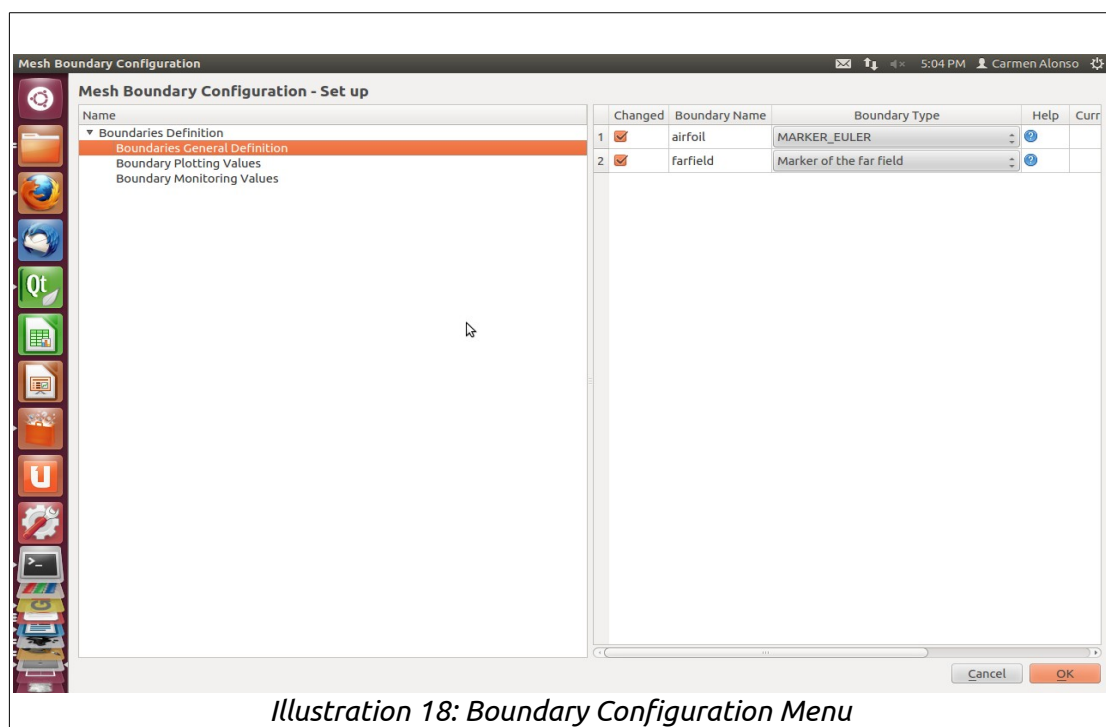 Mesh Boundary Configuration
5:04 PM Carmen Alonso
Mesh Boundary Configuration - Set up
Name
Boundaries Definition
Boundaries General Definition
Boundary Plotting Values
Boundary Monitoring Values
Changed Boundary Name Boundary Type Help Curr
1 airfoil MARKER_EULER
2 farfield Marker of the far field
Qt
U
>_
Cancel OK
Illustration 18: Boundary Configuration Menu